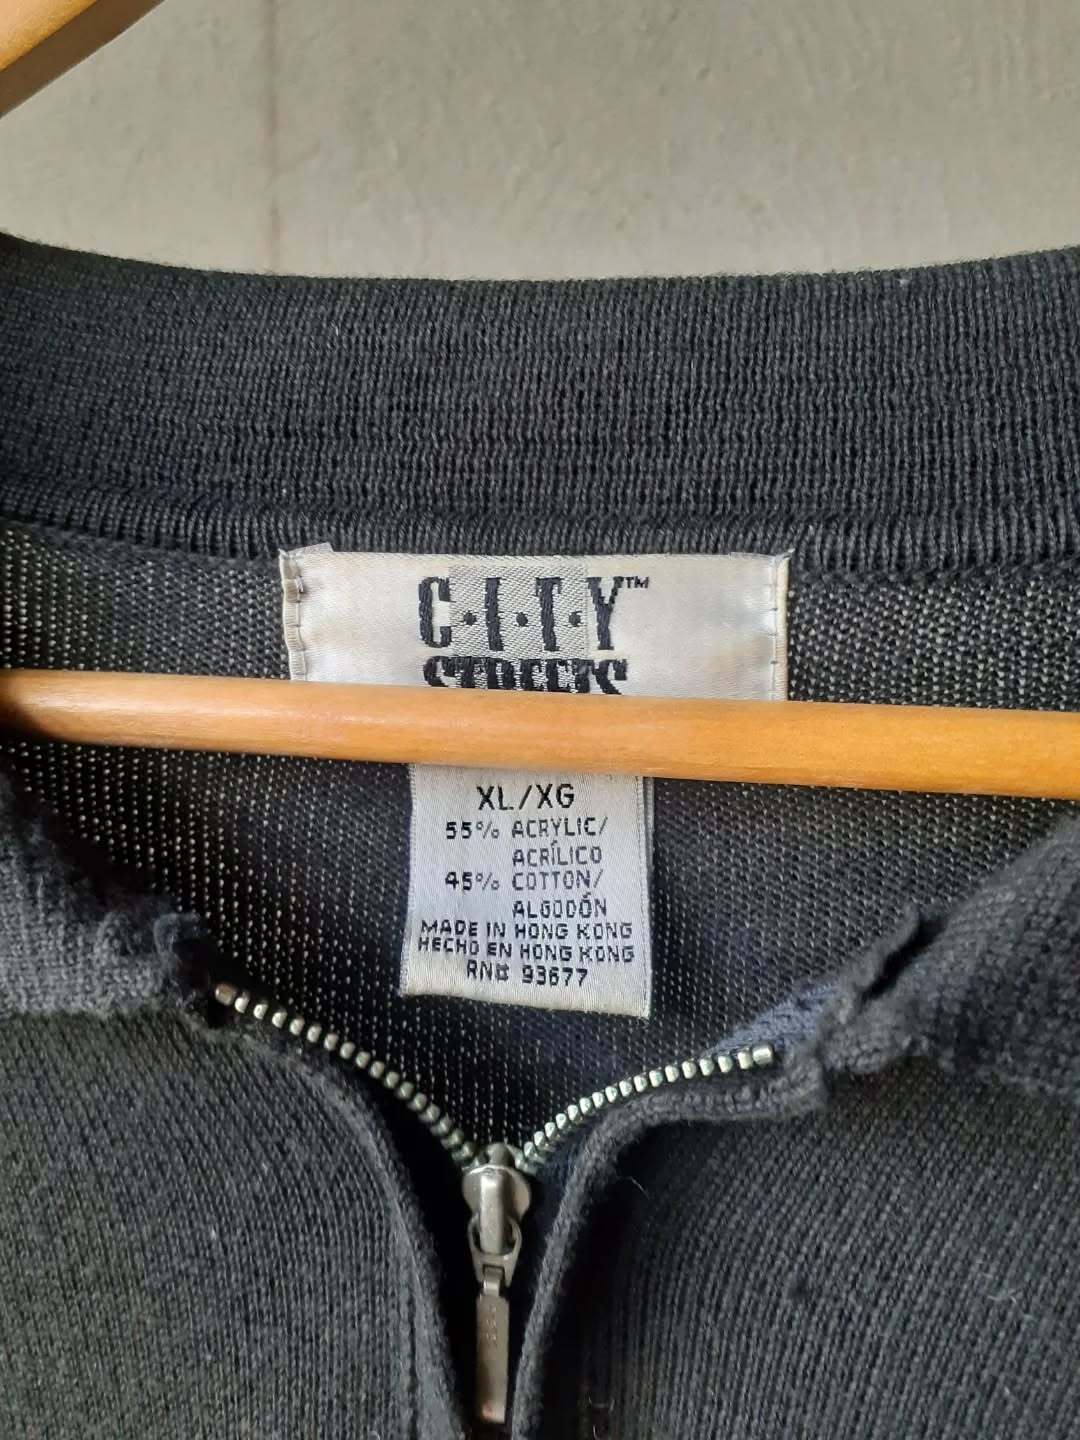 C·I·T·Y™
STREETS
XL/XG
55% ACRYLIC/
ACRÍLICO
45% COTTON/
ALGODÓN
MADE IN HONG KONG
HECHO EN HONG KONG
RN# 93677